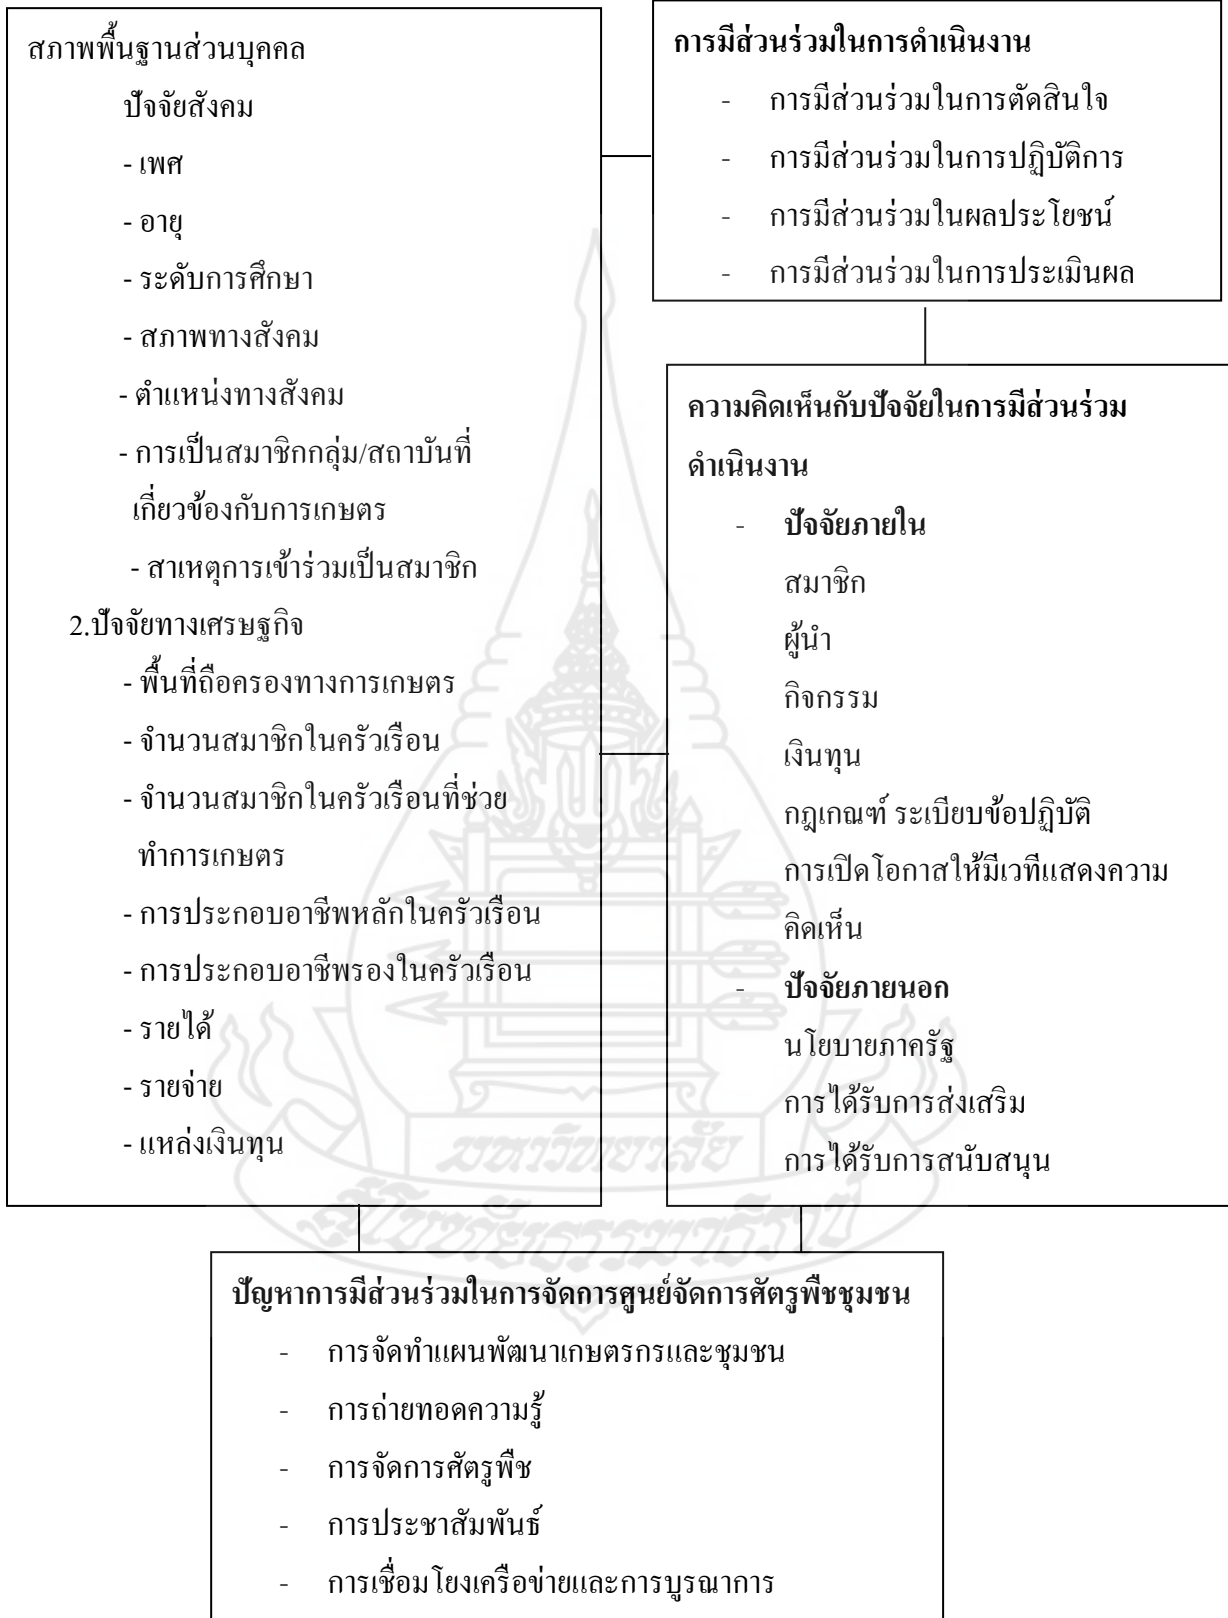 สภาพพื้นฐานส่วนบุคคล
ปัจจัยสังคม
- เพศ
- อายุ
- ระดับการศึกษา
- สภาพทางสังคม
- ตำแหน่งทางสังคม
- การเป็นสมาชิกกลุ่ม/สถาบันที่
เกี่ยวข้องกับการเกษตร
- สาเหตุการเข้าร่วมเป็นสมาชิก
2.ปัจจัยทางเศรษฐกิจ
- พื้นที่ถือครองทางการเกษตร
- จำนวนสมาชิกในครัวเรือน
- จำนวนสมาชิกในครัวเรือนที่ช่วย
ทำการเกษตร
- การประกอบอาชีพหลักในครัวเรือน
- การประกอบอาชีพรองในครัวเรือน
- รายได้
- รายจ่าย
- แหล่งเงินทุน
การมีส่วนร่วมในการดำเนินงาน
- การมีส่วนร่วมในการตัดสินใจ
- การมีส่วนร่วมในการปฏิบัติการ
- การมีส่วนร่วมในผลประโยชน์
- การมีส่วนร่วมในการประเมินผล
ความคิดเห็นกับปัจจัยในการมีส่วนร่วม
ดำเนินงาน
- ปัจจัยภายใน
สมาชิก
ผู้นำ
กิจกรรม
เงินทุน
กฎเกณฑ์ ระเบียบข้อปฏิบัติ
การเปิดโอกาสให้มีเวทีแสดงความ
คิดเห็น
- ปัจจัยภายนอก
นโยบายภาครัฐ
การได้รับการส่งเสริม
การได้รับการสนับสนุน
มหาวิทยาลัย
สุโขทัยธรรมาธิราช
ปัญหาการมีส่วนร่วมในการจัดการศูนย์จัดการศัตรูพืชชุมชน
- การจัดทำแผนพัฒนาเกษตรกรและชุมชน
- การถ่ายทอดความรู้
- การจัดการศัตรูพืช
- การประชาสัมพันธ์
- การเชื่อมโยงเครือข่ายและการบูรณาการ